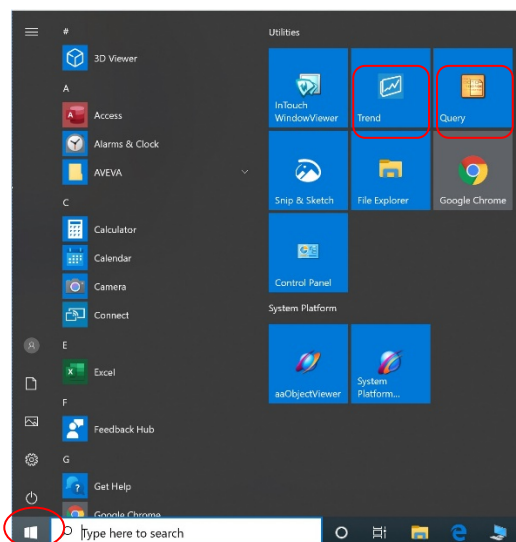 #
3D Viewer
A
Access
Alarms & Clock
AVEVA
C
Calculator
Calendar
Camera
Connect
E
Excel
F
Feedback Hub
G
Get Help
Google Chrome
Utilities
InTouch
WindowViewer
Trend
Query
Snip & Sketch
File Explorer
Google Chrome
Control Panel
System Platform
aaObjectViewer
System
Platform...
Type here to search